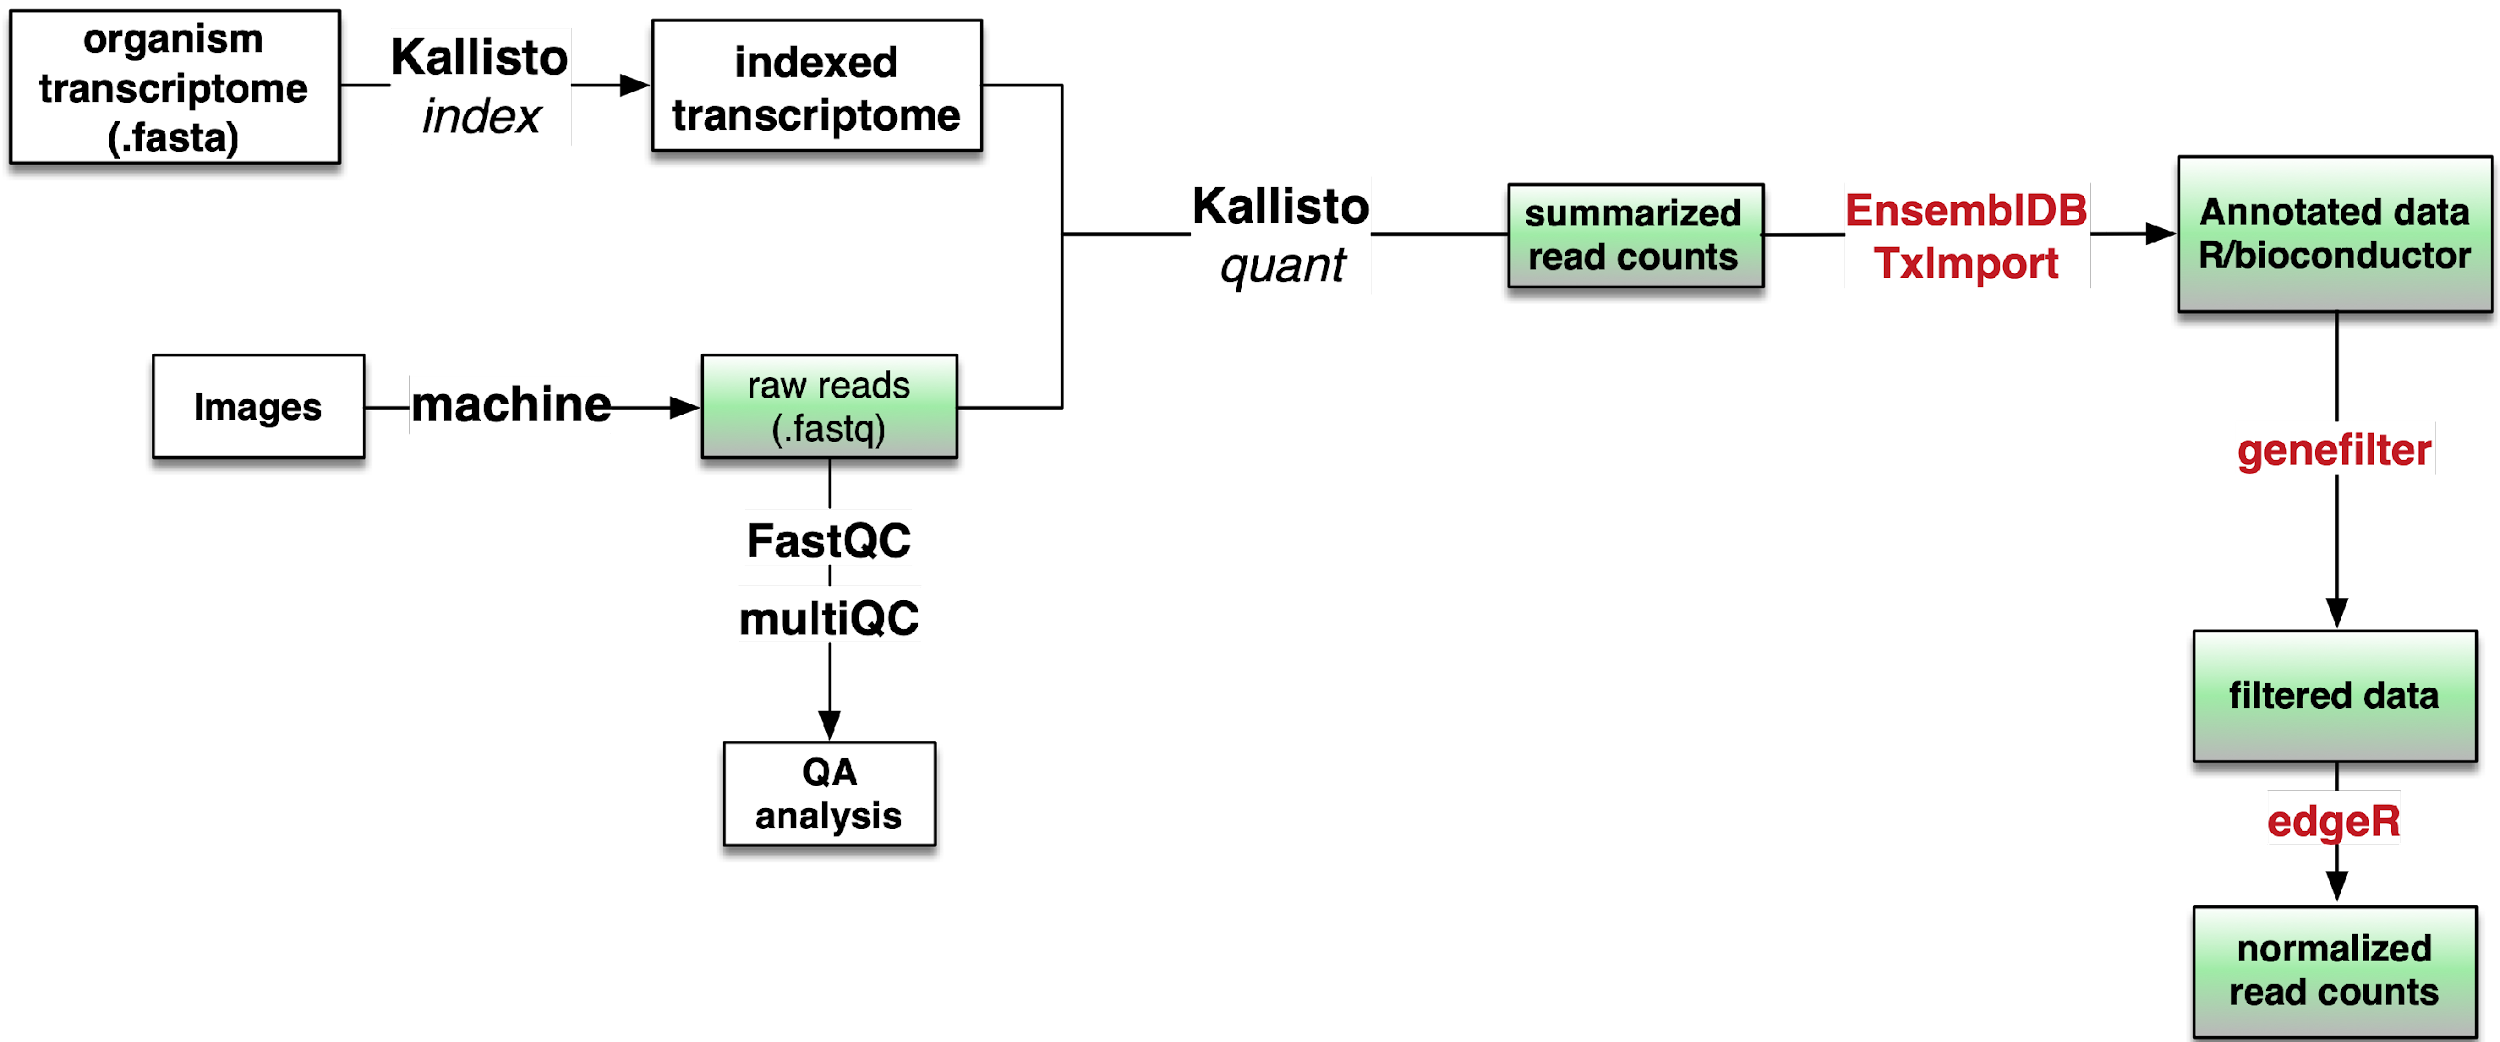 organism
transcriptome
(.fasta)
Kallisto
index
indexed
transcriptome
Kallisto
quant
summarized
read counts
EnsemblDB
TxImport
Annotated data
R/bioconductor
Images
machine
raw reads
(.fastq)
genefilter
FastQC
multiQC
filtered data
QA
analysis
edgeR
normalized
read counts